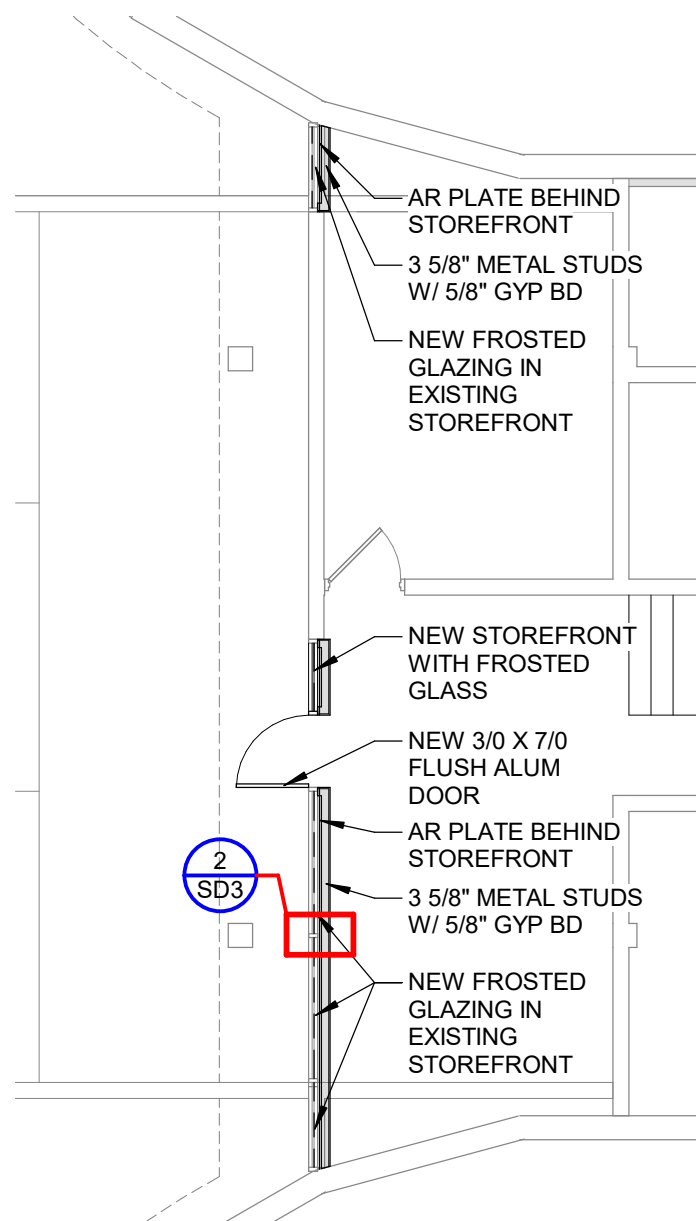 AR PLATE BEHIND
STOREFRONT
3 5/8" METAL STUDS
W/ 5/8" GYP BD
NEW FROSTED
GLAZING IN
EXISTING
STOREFRONT
NEW STOREFRONT
WITH FROSTED
GLASS
NEW 3/0 X 7/0
FLUSH ALUM
DOOR
AR PLATE BEHIND
STOREFRONT
2
SD3
3 5/8" METAL STUDS
W/ 5/8" GYP BD
NEW FROSTED
GLAZING IN
EXISTING
STOREFRONT